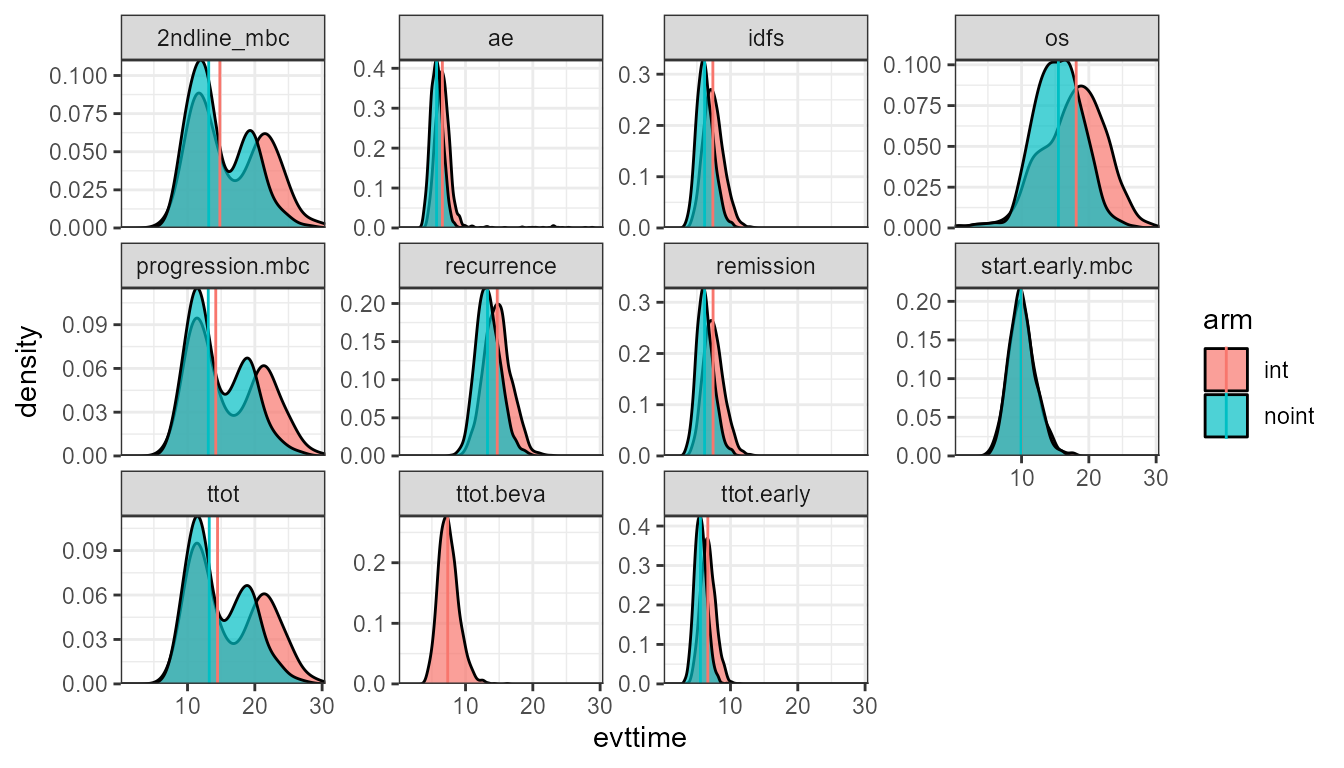 2ndline_mbc
ae
idfs
os
0.100
0.075
0.050
0.025
0.000
0.4
0.3
0.2
0.1
0.0
0.3
0.2
0.1
0.0
0.100
0.075
0.050
0.025
0.000
progression.mbc
recurrence
remission
start.early.mbc
0.09
0.06
0.03
0.00
0.20
0.15
0.10
0.05
0.00
0.3
0.2
0.1
0.0
0.20
0.15
0.10
0.05
0.00
10 20 30
ttot
ttot.beva
ttot.early
0.09
0.06
0.03
0.00
0.2
0.1
0.0
0.4
0.3
0.2
0.1
0.0
10 20 30
10 20 30
10 20 30
evttime
density
arm
int
noint